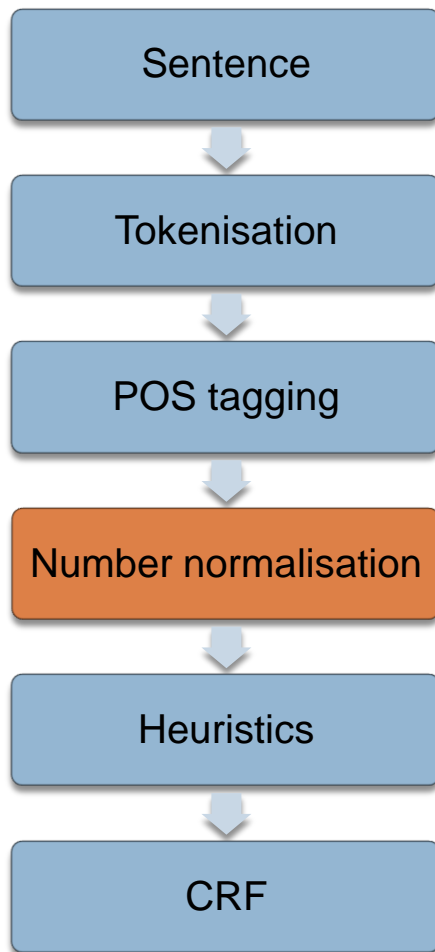 Sentence
Tokenisation
POS tagging
Number normalisation
Heuristics
CRF